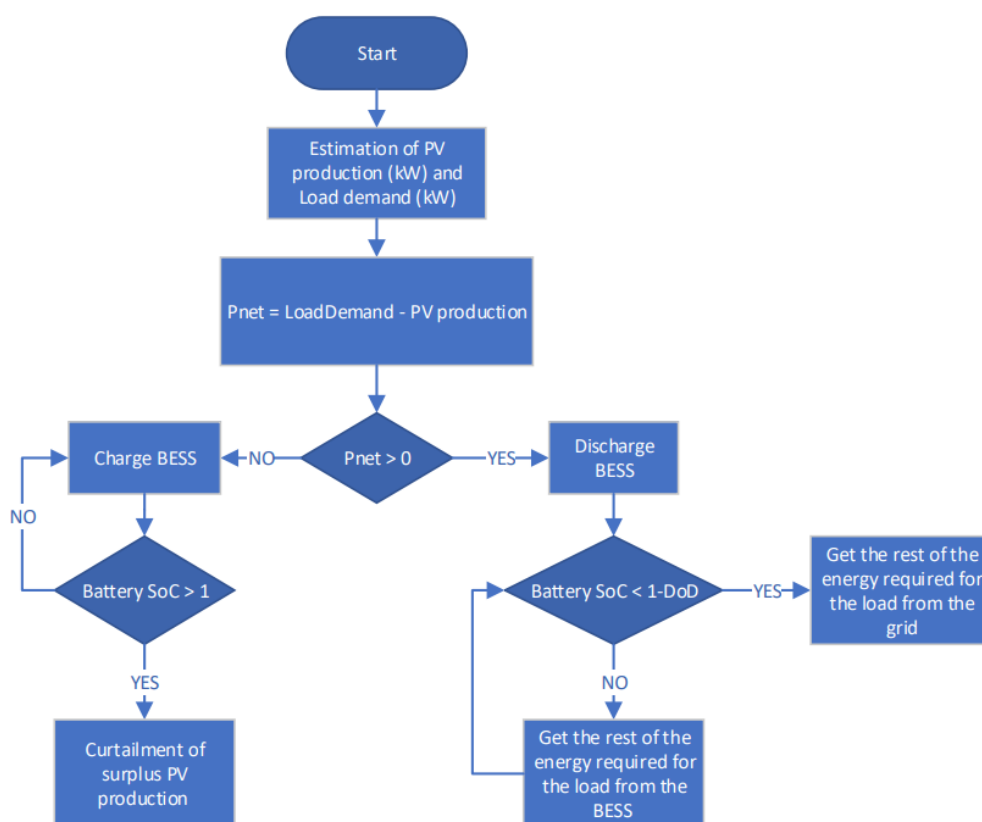 Start
Estimation of PV
production (kW) and
Load demand (kW)
Pnet = LoadDemand - PV production
Pnet > 0
NO
YES
Charge BESS
Discharge
BESS
NO
Battery SoC > 1
Battery SoC < 1-DoD
YES
Get the rest of the
energy required for
the load from the
grid
YES
NO
Curtailment of
surplus PV
production
Get the rest of the
energy required for
the load from the
BESS